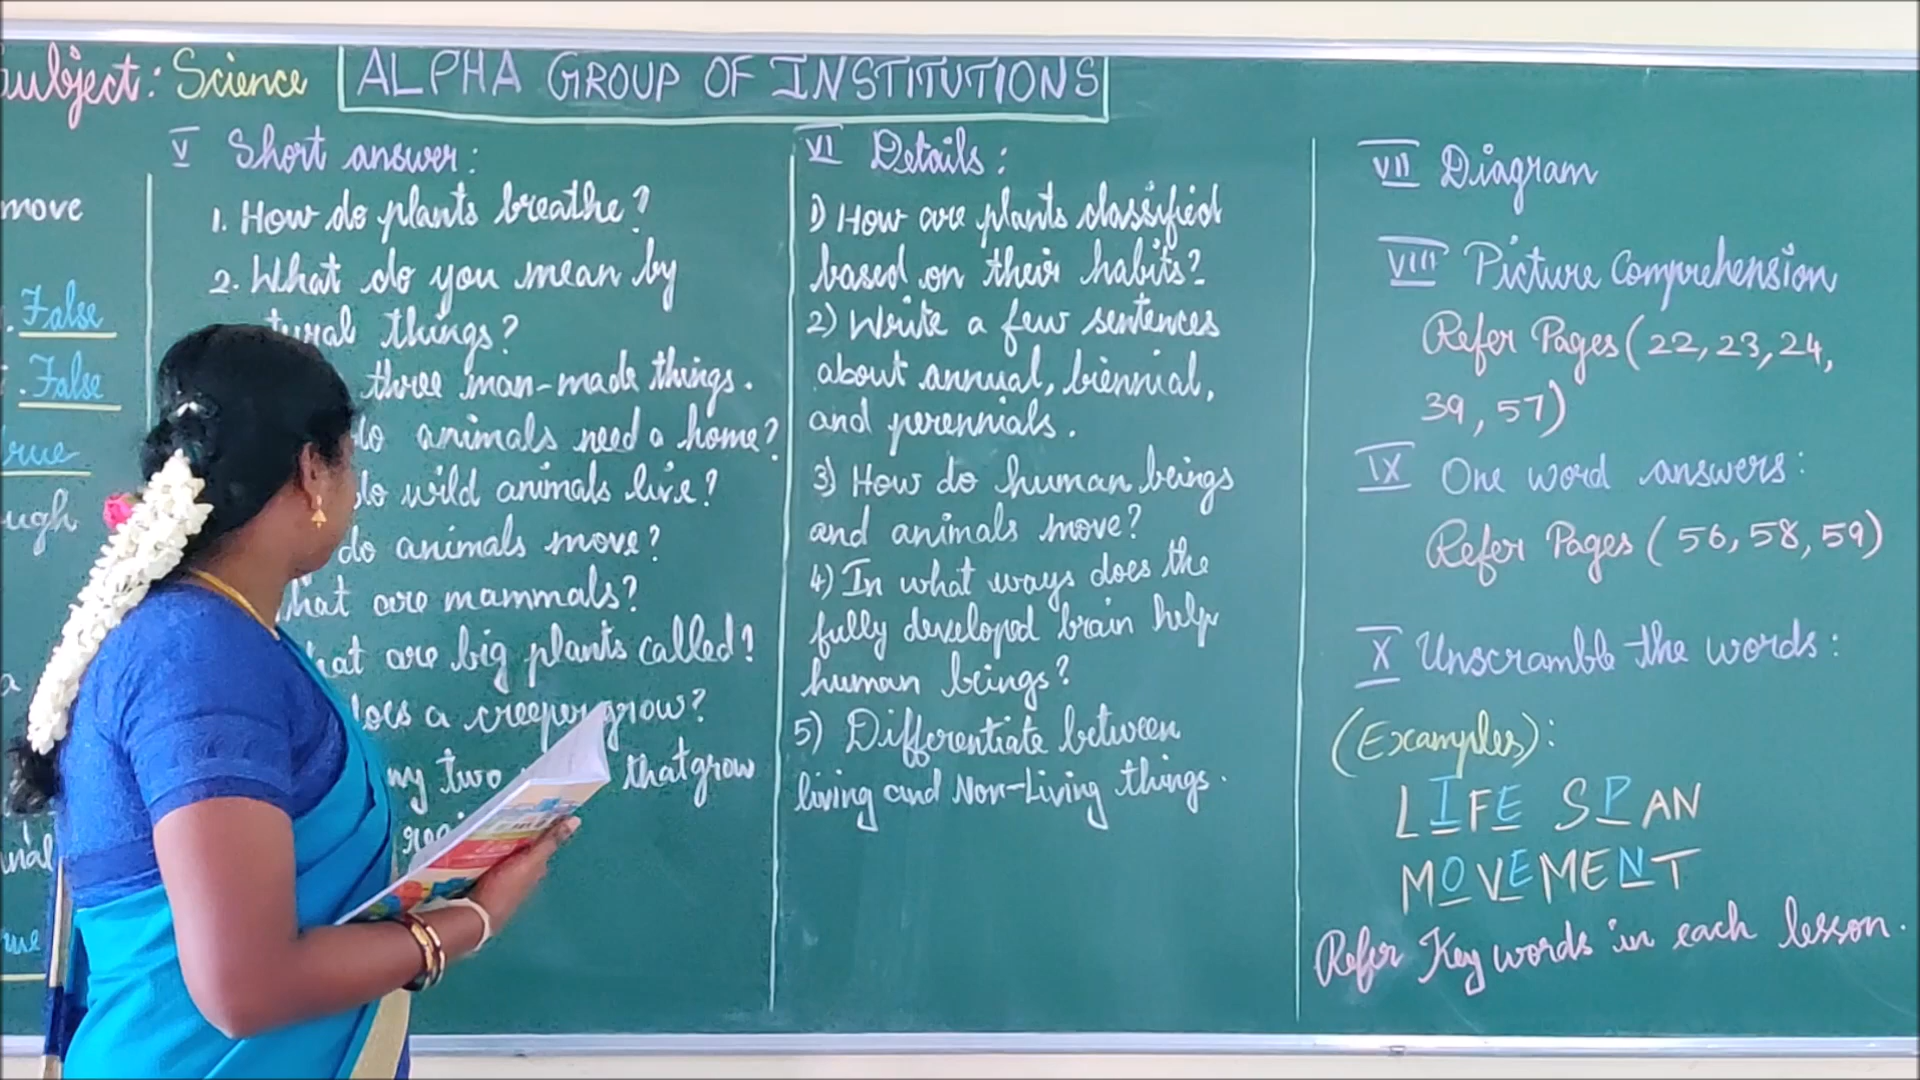 Subject: Science
ALPHA GROUP OF INSTITUTIONS
move
False
False
V Short answer:
1. How do plants breathe?
2. What do you mean by
things?
three man-made things.
do animals need a home?
do wild animals live?
do animals move?
hat are mammals?
hat are big plants called?
does a creeper grow?
two that grow
VI Details:
1) How are plants classified
based on their habits?
2) Write a few sentences
about annual, biennial,
and perennials.
3) How do human beings
and animals move?
4) In what ways does the
fully developed brain help
human beings?
5) Differentiate between
living and Non-Living things.
VII Diagram
VIII Picture Comprehension
Refer Pages (22, 23, 24,
39, 57)
IX One word answers:
Refer Pages (56, 58, 59)
X Unscramble the words:
(Examples):
LIFE SPAN
MOVEMENT
Refer Key words in each lesson.